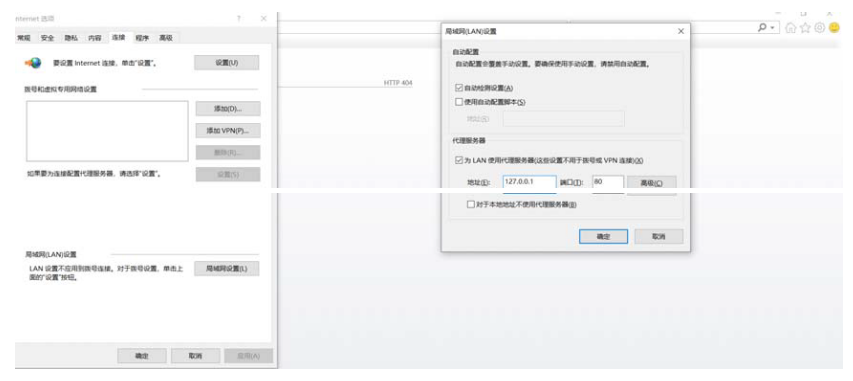 Internet 选项
? ×
常规 安全 隐私 内容 连接 程序 高级
要设置 Internet 连接，单击"设置"。
设置(U)
拨号和虚拟专用网络设置
添加(D)...
添加 VPN(P)...
删除(R)...
如果要为连接配置代理服务器，请选择"设置"。
设置(S)
局域网(LAN)设置
LAN 设置不应用到拨号连接。对于拨号设置，单击上
面的"设置"按钮。
局域网设置(L)
确定 取消 应用(A)
HTTP 404
局域网(LAN)设置
自动配置
自动配置会覆盖手动设置。要确保使用手动设置，请禁用自动配置。
自动检测设置(A)
使用自动配置脚本(S)
地址(R)
代理服务器
为 LAN 使用代理服务器(这些设置不用于拨号或 VPN 连接)(X)
地址(E): 127.0.0.1 端口(T): 80 高级(C)
对于本地地址不使用代理服务器(B)
确定 取消